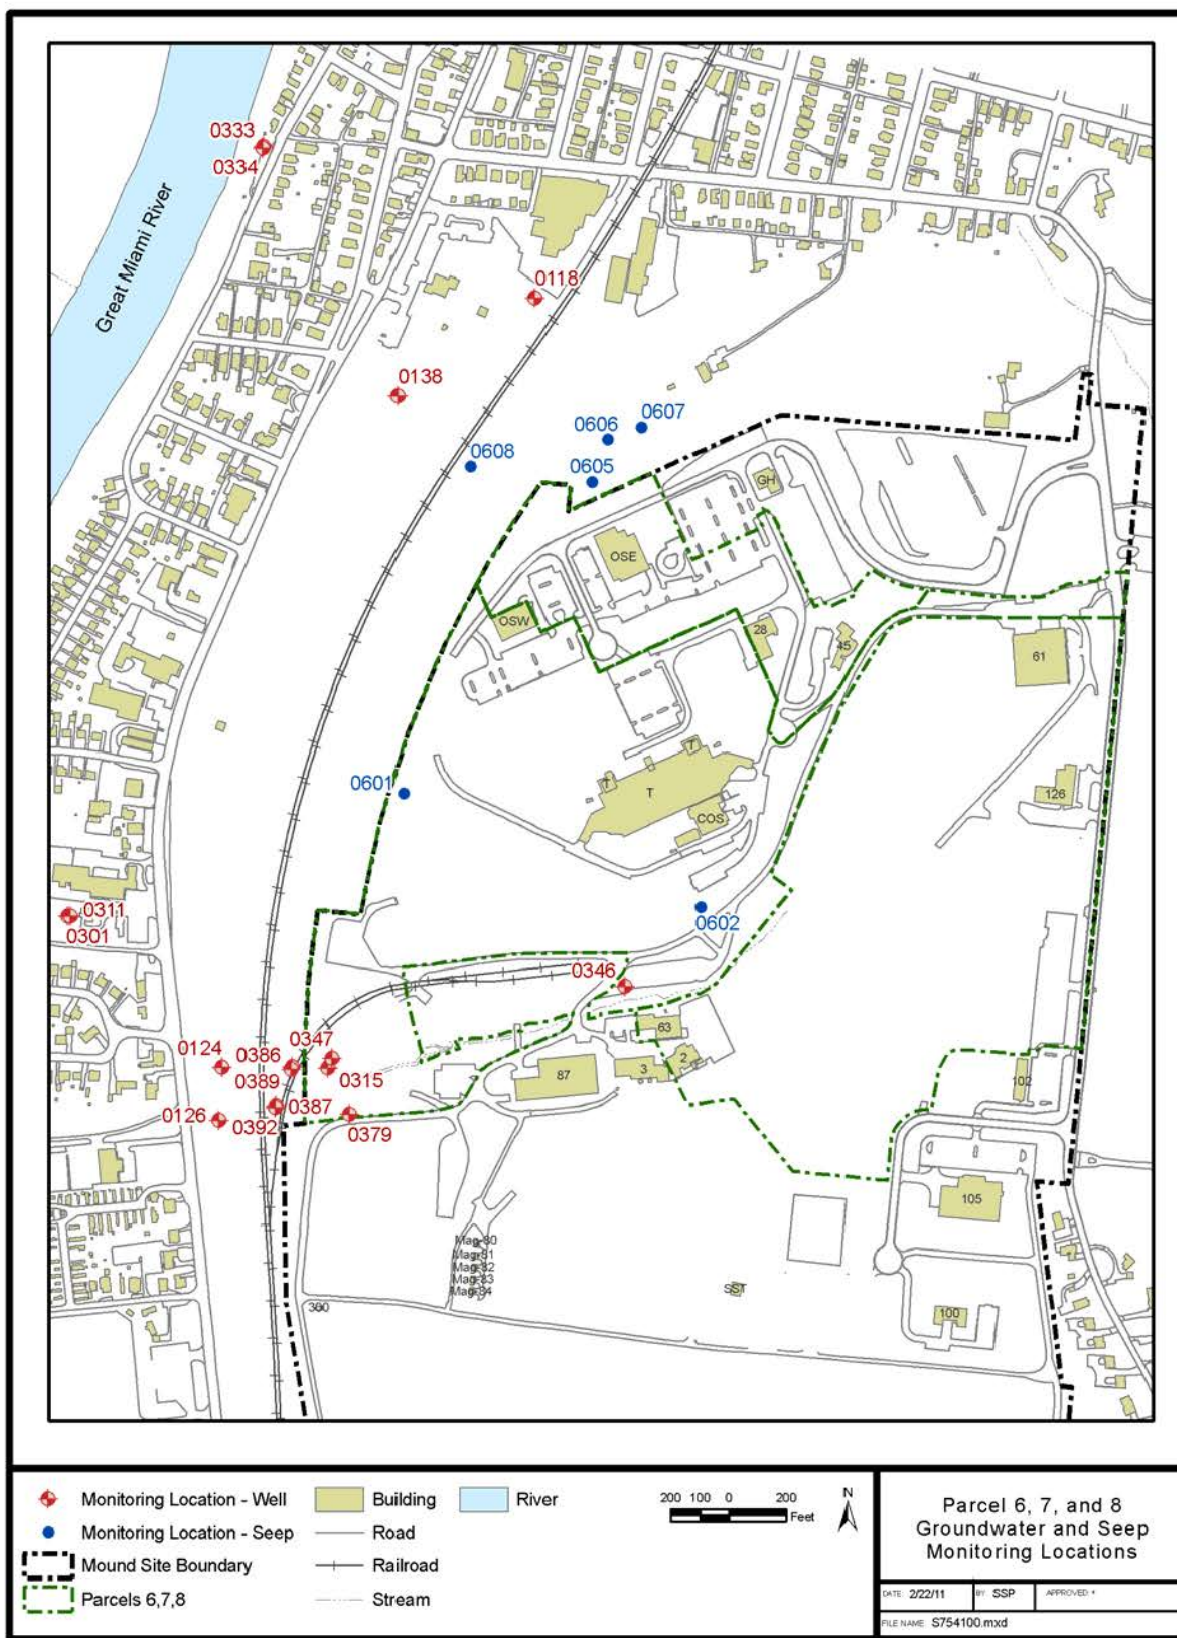 0333
0334
Great Miami River
0118
0138
0607
0606
0608
0605
GH
OSE
OSW
28
45
61
T
0601
T
T
126
COS
0311
0301
0602
0346
63
0347
0124
0386
2
0389
0315
87
3
102
0387
0126
0392
0379
105
Mag-80
Mag-81
Mag-82
Mag-83
Mag-84
SST
300
100
Monitoring Location - Well
Building
River
Monitoring Location - Seep
Road
Mound Site Boundary
Railroad
Parcels 6,7,8
Stream
200 100 0 200
Feet
N
Parcel 6, 7, and 8
Groundwater and Seep
Monitoring Locations
DATE: 2/22/11
BY: SSP
APPROVED: *
FILE NAME: S754100.mxd